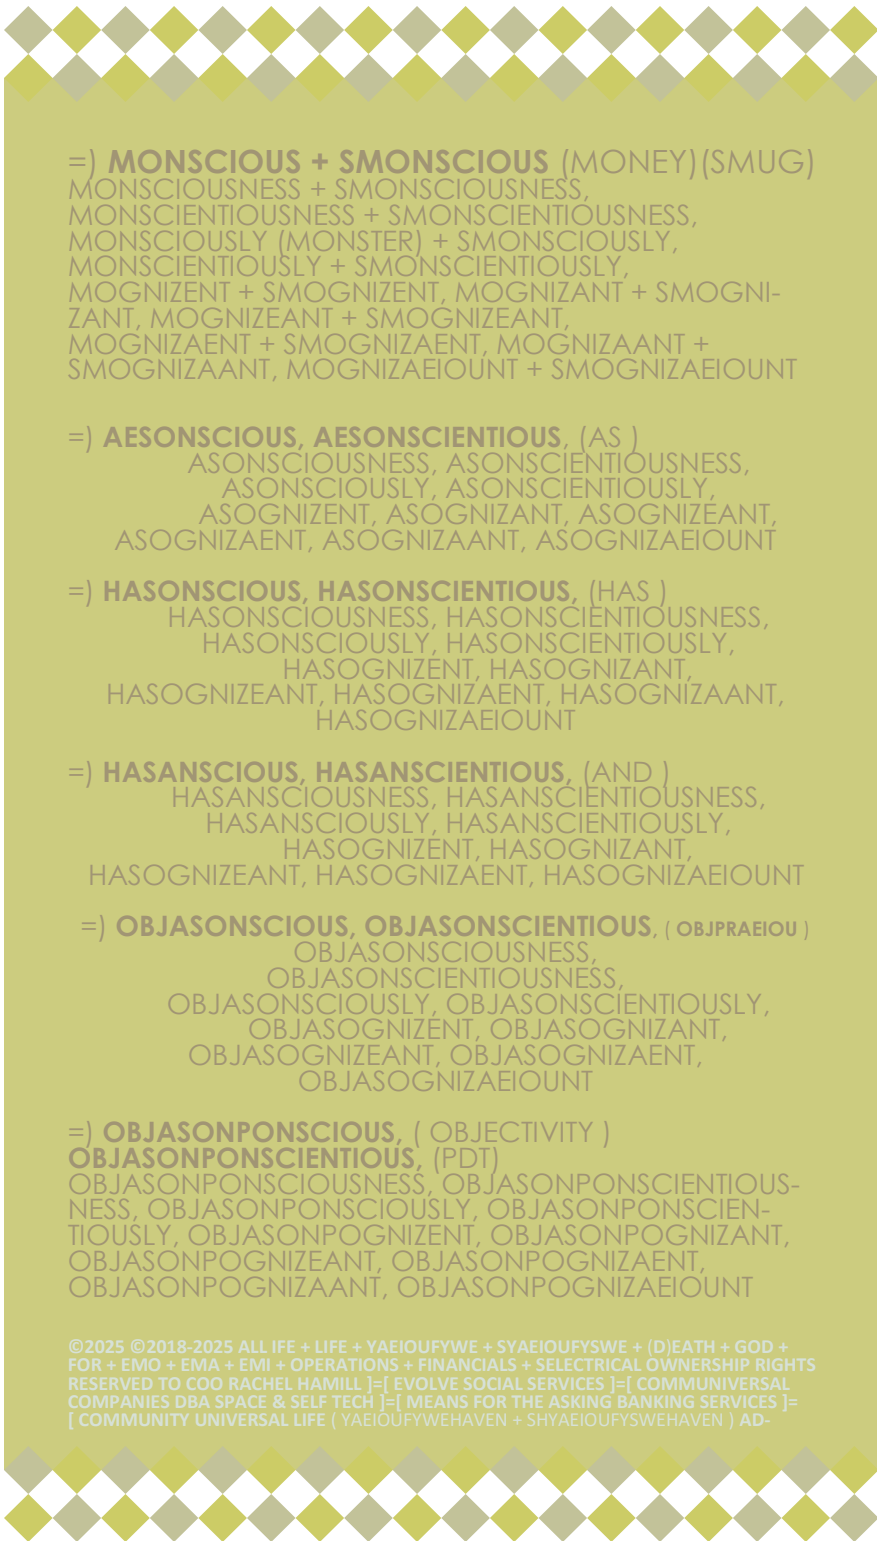 =) MONSCIOUS + SMONSCIOUS (MONEY)(SMUG)
MONSCIOUSNESS + SMONSCIOUSNESS,
MONSCIENTIOUSNESS + SMONSCIENTIOUSNESS,
MONSCIOUSLY (MONSTER) + SMONSCIOUSLY,
MONSCIENTIOUSLY + SMONSCIENTIOUSLY,
MOGNIZENT + SMOGNIZENT, MOGNIZANT + SMOGNI-
ZANT, MOGNIZEANT + SMOGNIZEANT,
MOGNIZAENT + SMOGNIZAENT, MOGNIZAANT +
SMOGNIZAANT, MOGNIZAEIOUNT + SMOGNIZAEIOUNT
=) AESONSCIOUS, AESONSCIENTIOUS, (AS )
ASONSCIOUSNESS, ASONSCIENTIOUSNESS,
ASONSCIOUSLY, ASONSCIENTIOUSLY,
ASOGNIZENT, ASOGNIZANT, ASOGNIZEANT,
ASOGNIZAENT, ASOGNIZAANT, ASOGNIZAEIOUNT
=) HASONSCIOUS, HASONSCIENTIOUS, (HAS )
HASONSCIOUSNESS, HASONSCIENTIOUSNESS,
HASONSCIOUSLY, HASONSCIENTIOUSLY,
HASOGNIZENT, HASOGNIZANT,
HASOGNIZEANT, HASOGNIZAENT, HASOGNIZAANT,
HASOGNIZAEIOUNT
=) HASANSCIOUS, HASANSCIENTIOUS, (AND )
HASANSCIOUSNESS, HASANSCIENTIOUSNESS,
HASANSCIOUSLY, HASANSCIENTIOUSLY,
HASOGNIZENT, HASOGNIZANT,
HASOGNIZEANT, HASOGNIZAENT, HASOGNIZAEIOUNT
=) OBJASONSCIOUS, OBJASONSCIENTIOUS, ( OBJPRAEIOU )
OBJASONSCIOUSNESS,
OBJASONSCIENTIOUSNESS,
OBJASONSCIOUSLY, OBJASONSCIENTIOUSLY,
OBJASOGNIZENT, OBJASOGNIZANT,
OBJASOGNIZEANT, OBJASOGNIZAENT,
OBJASOGNIZAEIOUNT
=) OBJASONPONSCIOUS, ( OBJECTIVITY )
OBJASONPONSCIENTIOUS, (PDT)
OBJASONPONSCIOUSNESS, OBJASONPONSCIENTIOUS-
NESS, OBJASONPONSCIOUSLY, OBJASONPONSCIEN-
TIOUSLY, OBJASONPOGNIZENT, OBJASONPOGNIZANT,
OBJASONPOGNIZEANT, OBJASONPOGNIZAENT,
OBJASONPOGNIZAANT, OBJASONPOGNIZAEIOUNT
©2025 ©2018-2025 ALL IFE + LIFE + YAEIOUFYWE + SYAEIOUFYSWE + (D)EATH + GOD +
FOR + EMO + EMA + EMI + OPERATIONS + FINANCIALS + SELECTRICAL OWNERSHIP RIGHTS
RESERVED TO COO RACHEL HAMILL ]=[ EVOLVE SOCIAL SERVICES ]=[ COMMUNIVERSAL
COMPANIES DBA SPACE & SELF TECH ]=[ MEANS FOR THE ASKING BANKING SERVICES ]=
[ COMMUNITY UNIVERSAL LIFE ( YAEIOUFYWEHAVEN + SHYAEIOUFYSWEHAVEN ) AD-